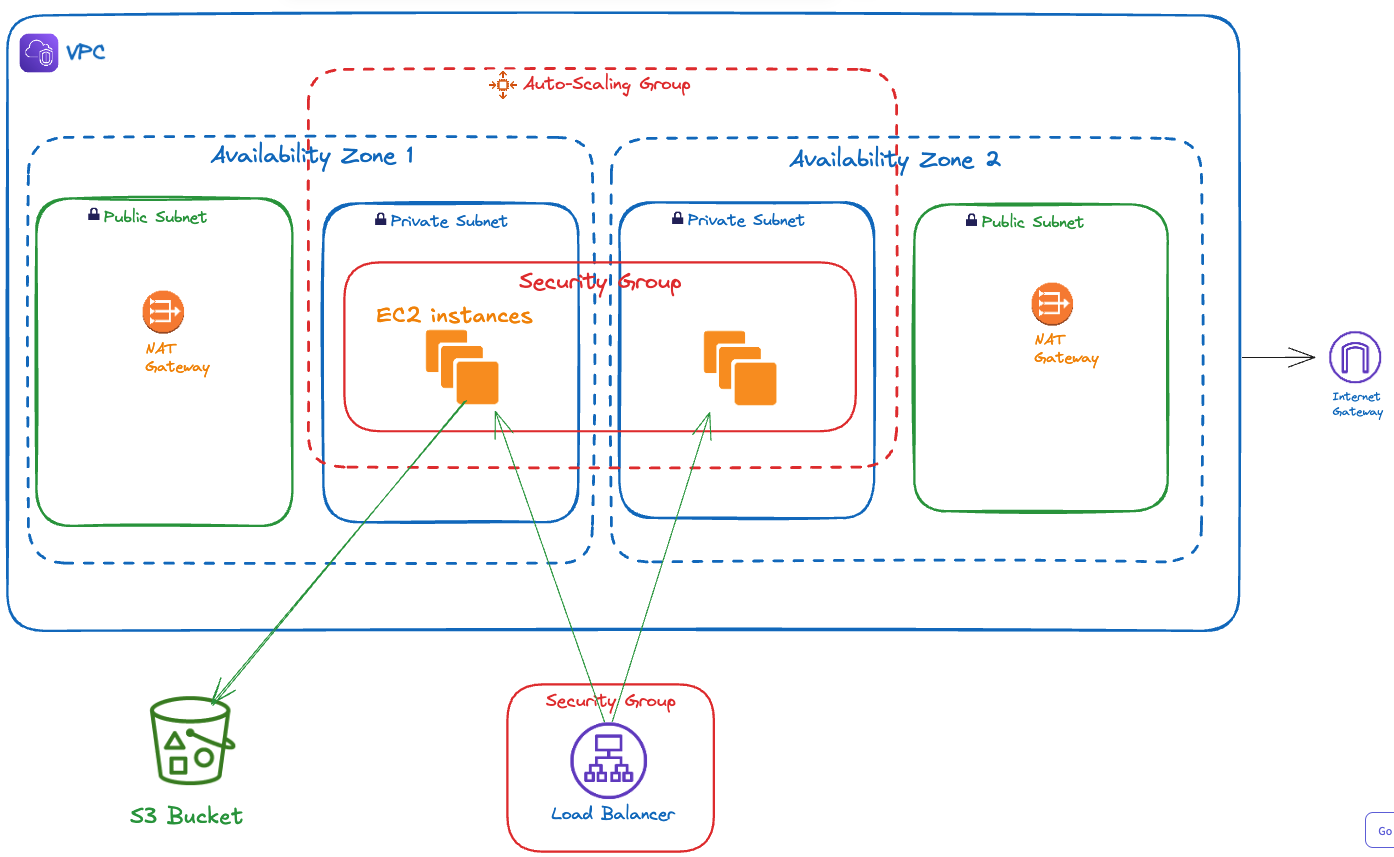 VPC
Auto-Scaling Group
Availability Zone 1
Availability Zone 2
Public Subnet
Private Subnet
Private Subnet
Public Subnet
Security Group
EC2 instances
NAT
Gateway
NAT
Gateway
Internet
Gateway
Security Group
Load Balancer
S3 Bucket
Go